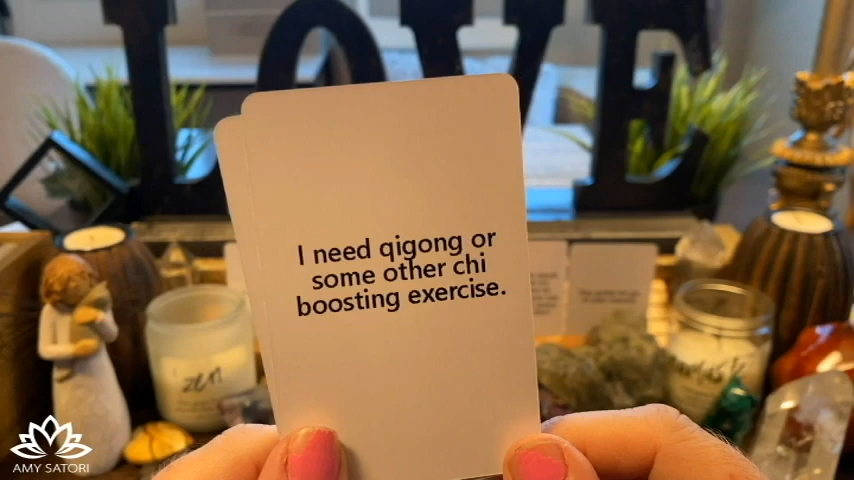 LOVE
I need qigong or
some other chi
boosting exercise.
zen
AMY SATORI